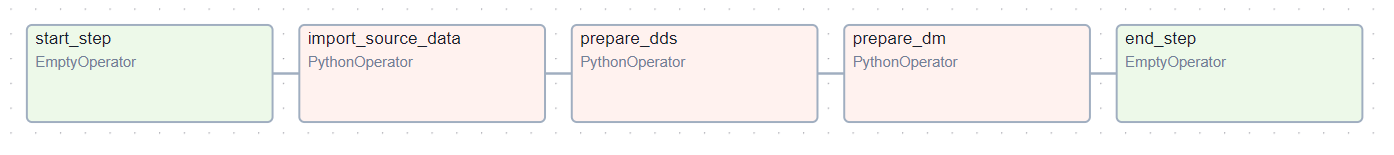 start_step
EmptyOperator
import_source_data
PythonOperator
prepare_dds
PythonOperator
prepare_dm
PythonOperator
end_step
EmptyOperator